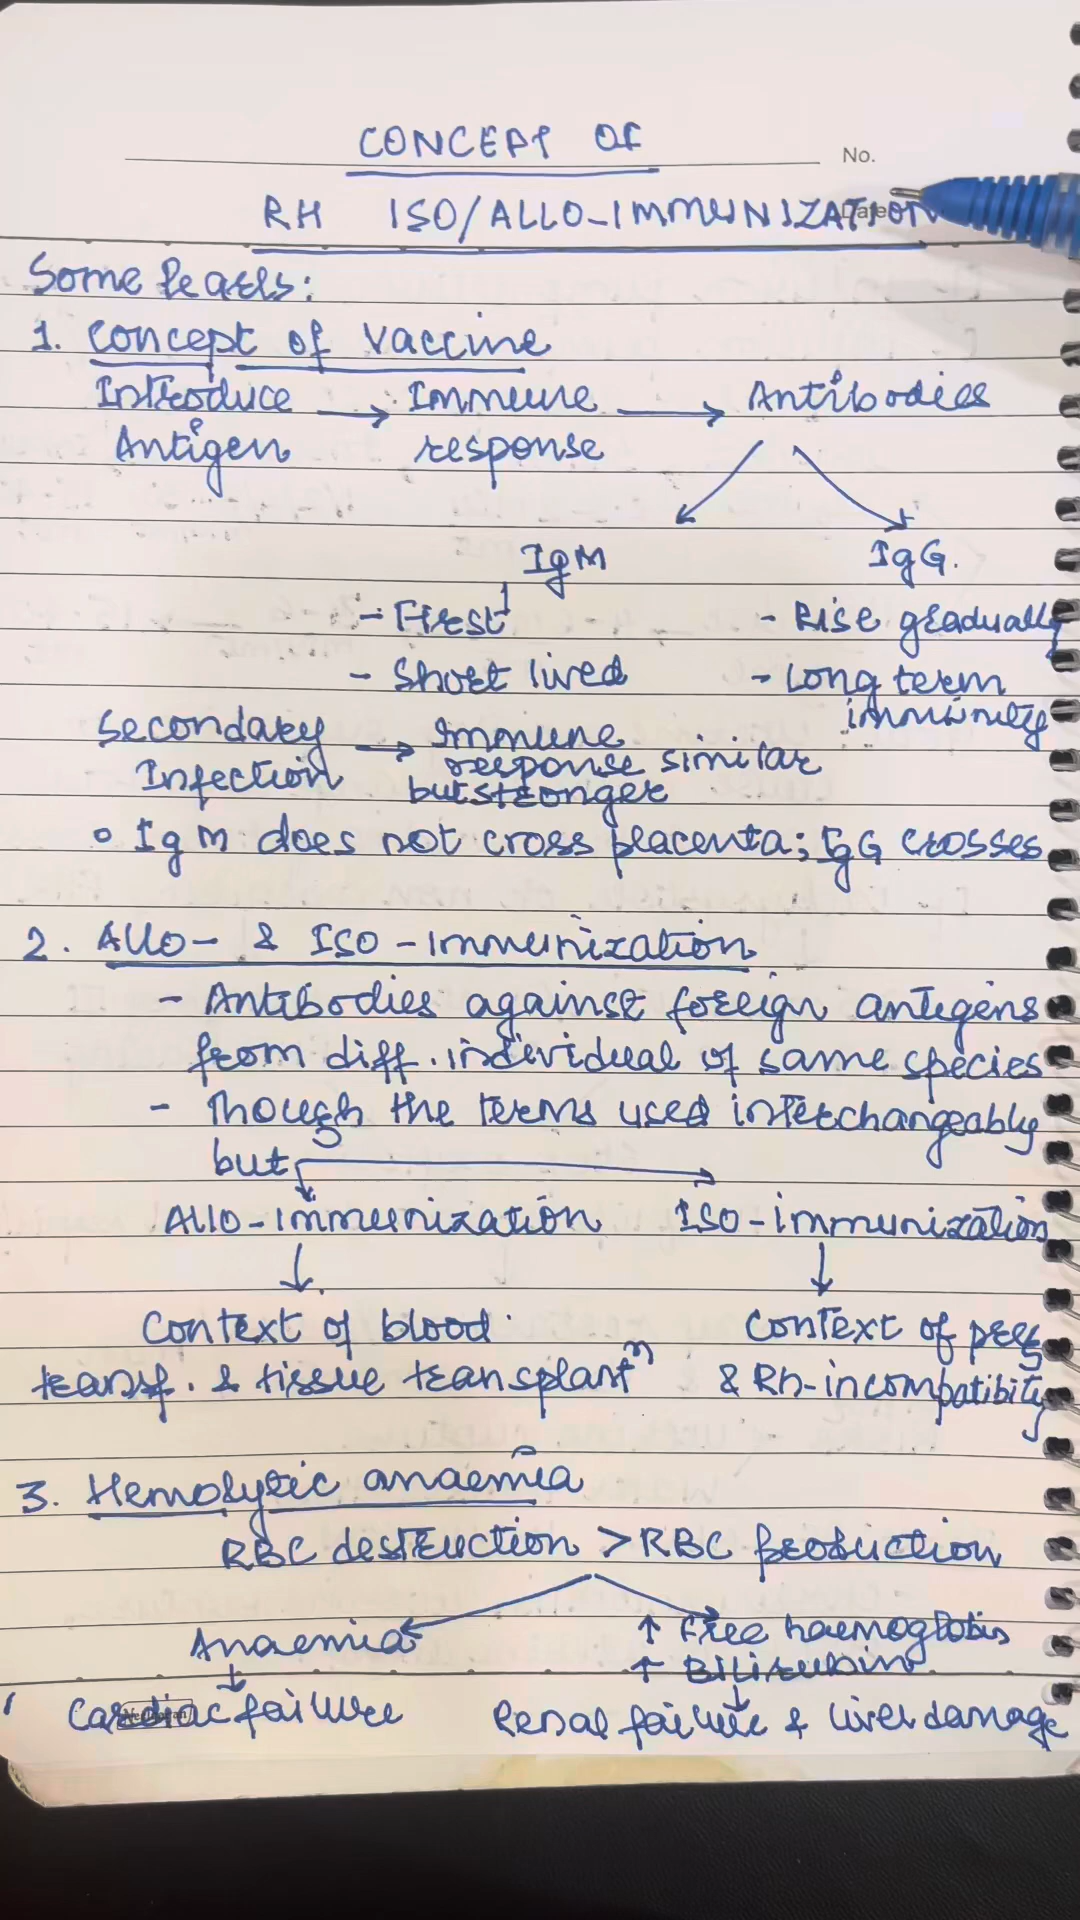 CONCEPT OF
No.
RH ISO/ALLO-IMMUNIZATION
Date
Some facts:
1. Concept of Vaccine
Introduce → Immune → Antibodies
Antigen response
IgM IgG.
- First - Rise gradually
- Short lived - Long term
immunity
Secondary → Immune
Infection response similar
but stronger
o IgM does not cross placenta; IgG crosses
2. Allo- & ISO-immunization
- Antibodies against foreign antigens
from diff. individual of same species
- Though the terms used interchangeably
but
Allo-immunization ISO-immunization
↓ ↓
Context of blood Context of preg
transf. & tissue transplantn & Rh-incompatibity
3. Hemolytic anaemia
RBC destruction > RBC production
Anaemia ↑ Free haemoglobin
↑ Bilirubin
↓ ↓
Cardiac failure Renal failure & liver damage